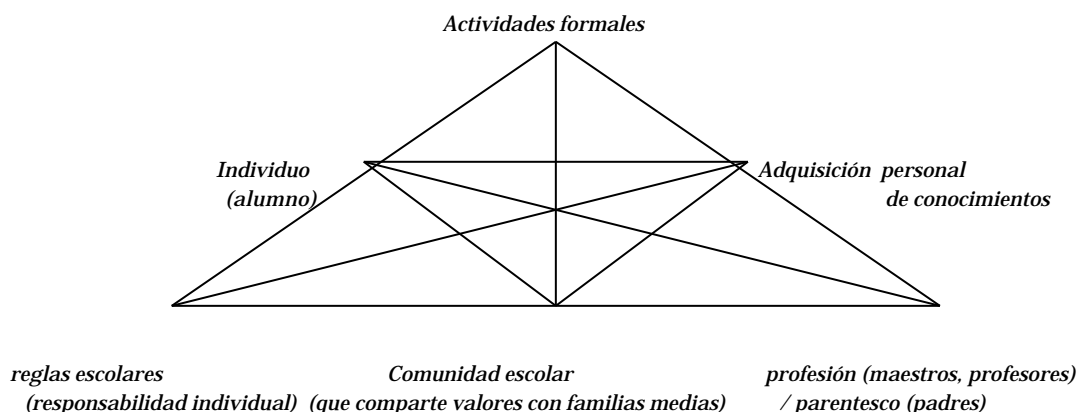 Actividades formales
Individuo
(alumno)
Adquisición personal
de conocimientos
reglas escolares
(responsabilidad individual)
Comunidad escolar
(que comparte valores con familias medias)
profesión (maestros, profesores)
/ parentesco (padres)